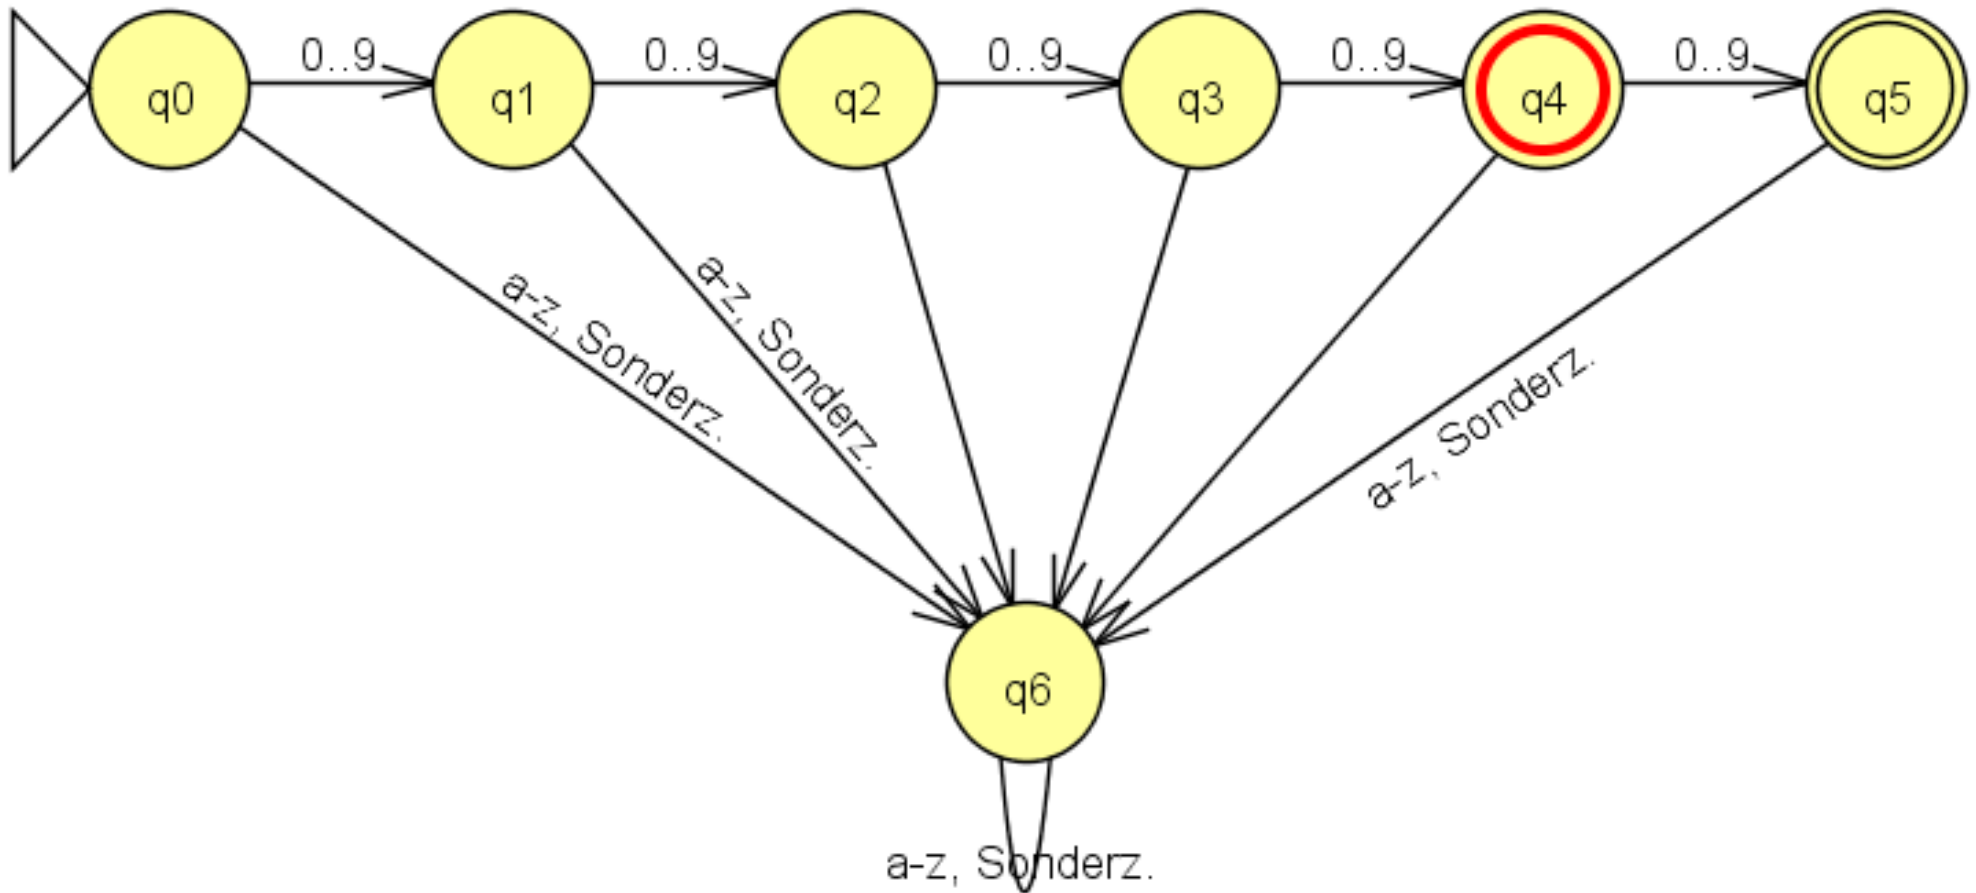 0..9 0..9 0..9 0..9 0..9
q0 q1 q2 q3 q4 q5
a-z, Sonderz.
a-z, Sonderz.
a-z, Sonderz.
q6
a-z, Sonderz.